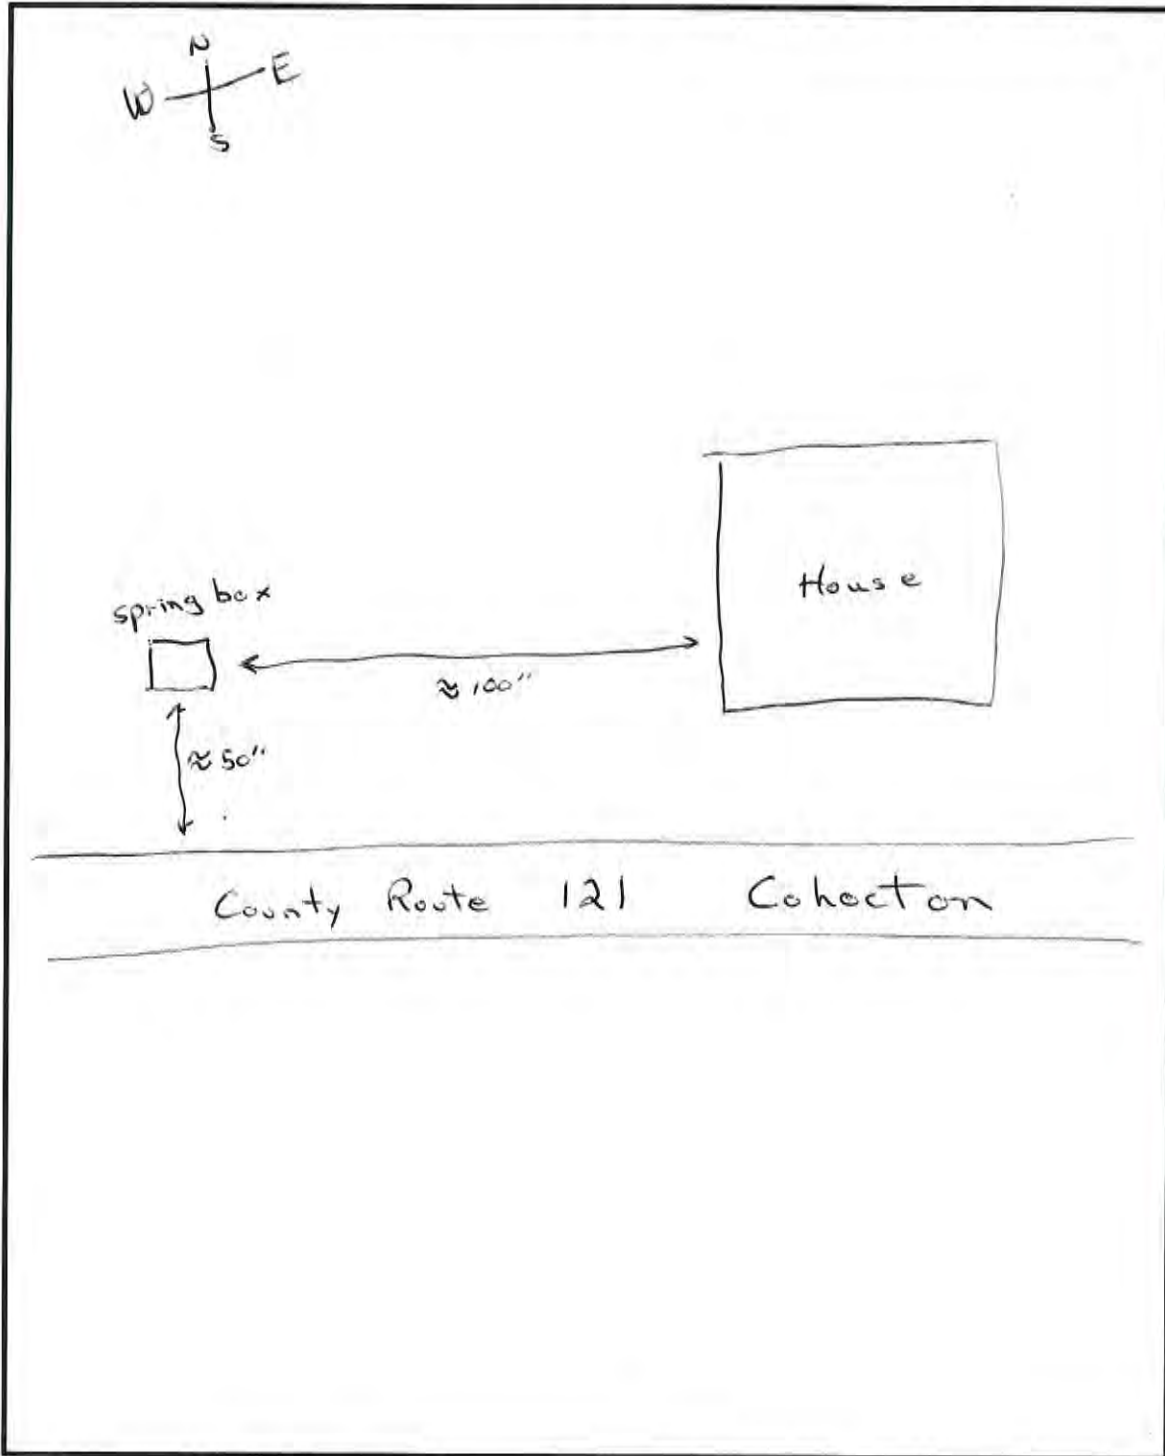 N
W E
S
House
spring box
≈ 100"
≈ 50"
County Route 121 Cohocton